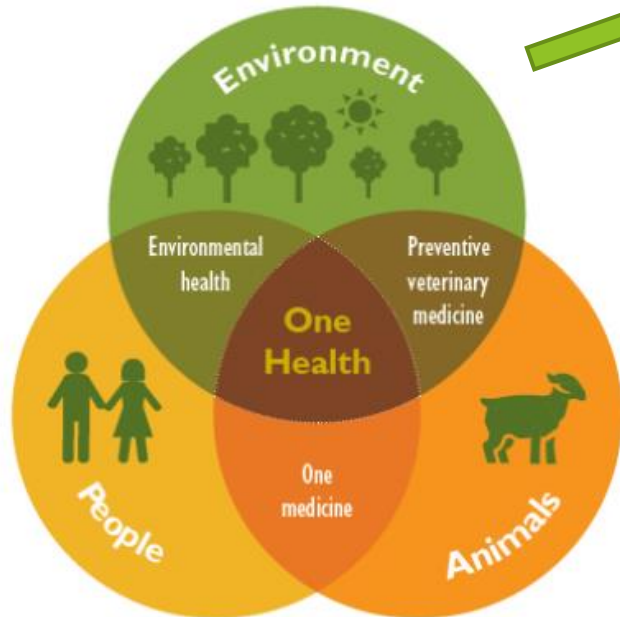 Environment
Environmental
health
Preventive
veterinary
medicine
One
Health
One
medicine
People
Animals